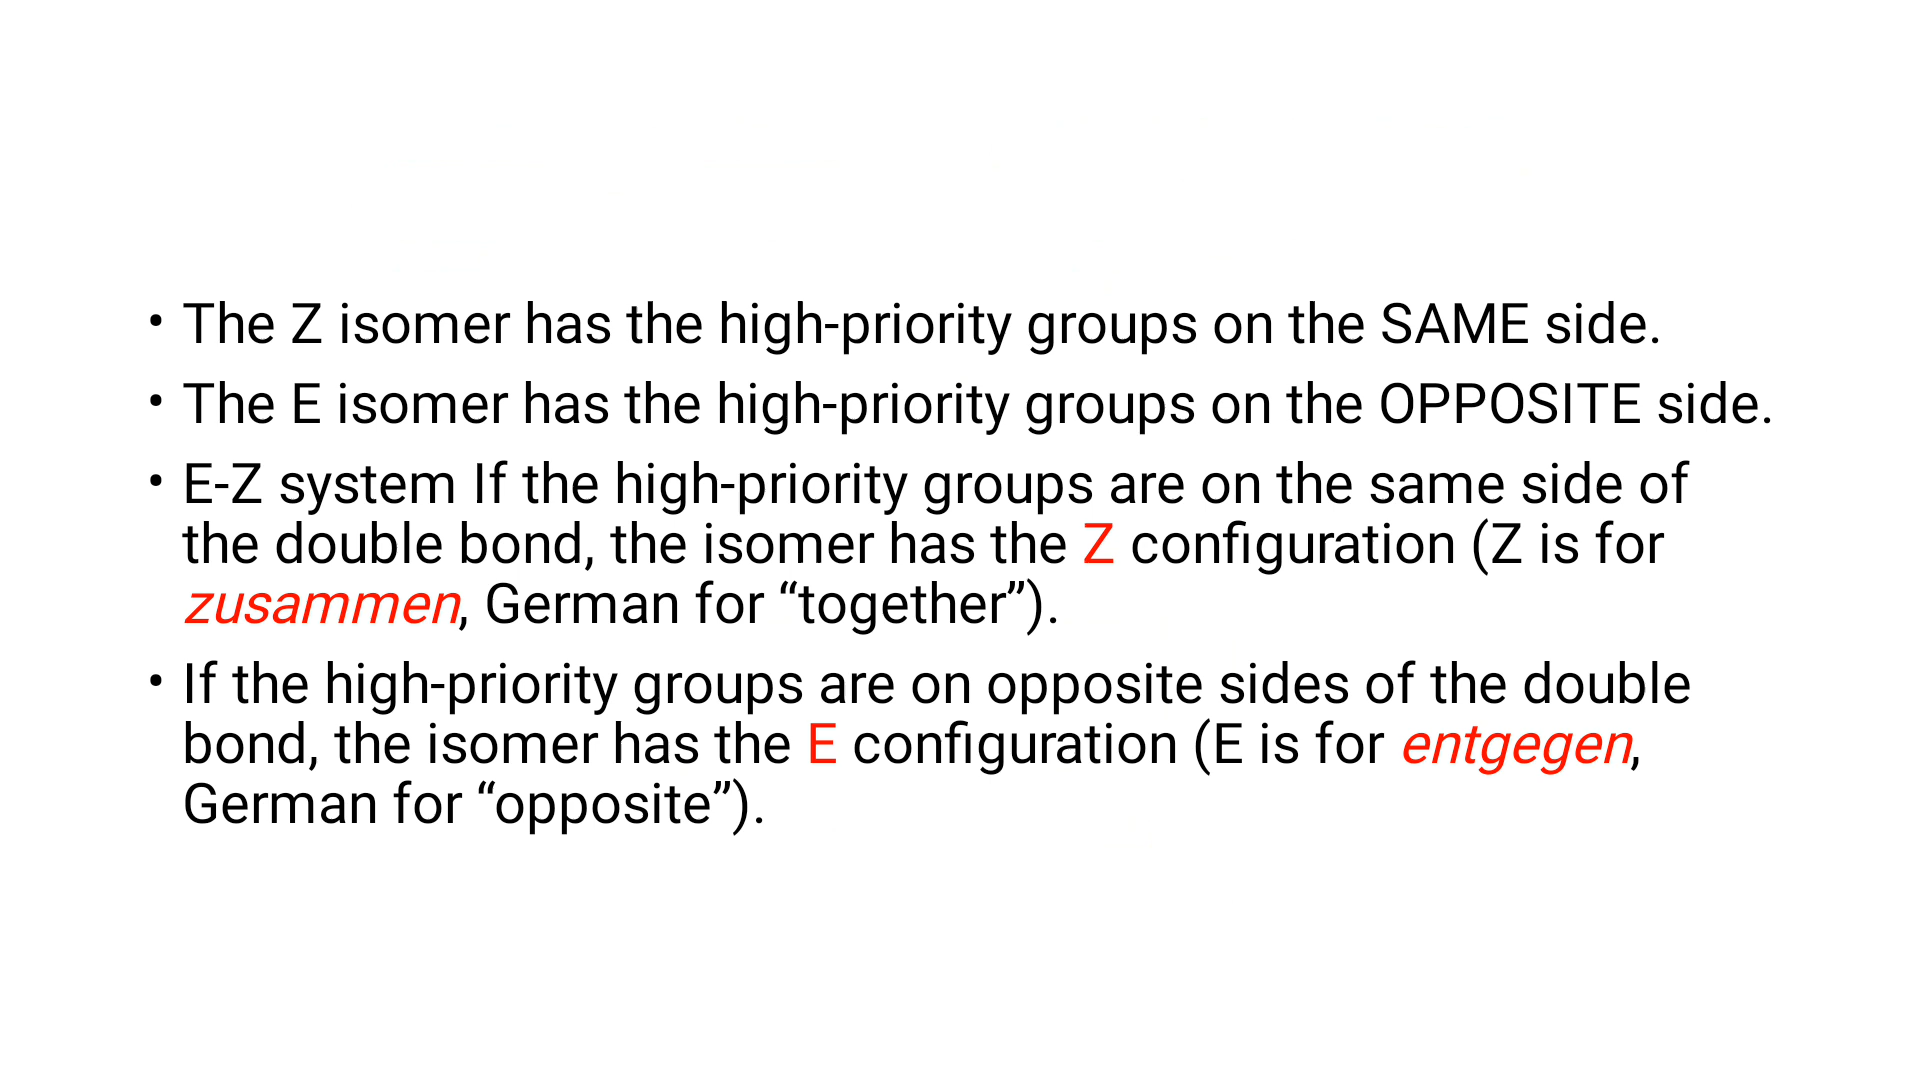 • The Z isomer has the high-priority groups on the SAME side.
• The E isomer has the high-priority groups on the OPPOSITE side.
• E-Z system If the high-priority groups are on the same side of
the double bond, the isomer has the Z configuration (Z is for
zusammen, German for “together”).
• If the high-priority groups are on opposite sides of the double
bond, the isomer has the E configuration (E is for entgegen,
German for “opposite”).